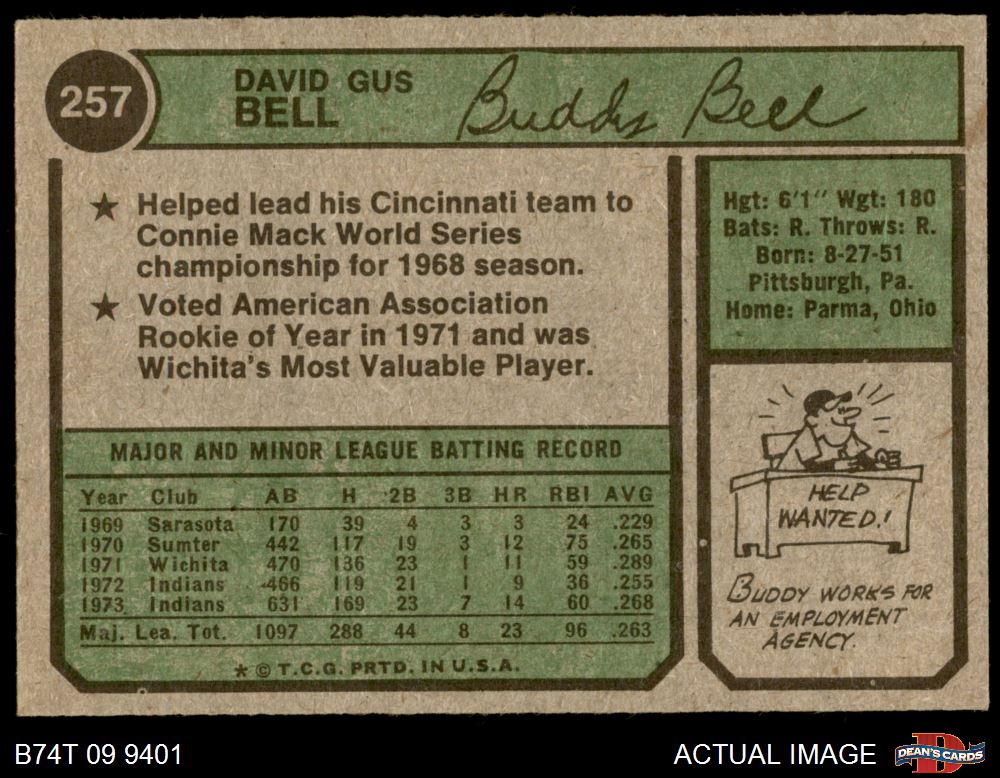 257
DAVID GUS
BELL
Buddy Bell
★ Helped lead his Cincinnati team to
Connie Mack World Series
championship for 1968 season.
★ Voted American Association
Rookie of Year in 1971 and was
Wichita's Most Valuable Player.
Hgt: 6'1" Wgt: 180
Bats: R. Throws: R.
Born: 8-27-51
Pittsburgh, Pa.
Home: Parma, Ohio
MAJOR AND MINOR LEAGUE BATTING RECORD
Year Club AB H 2B 3B HR RBI AVG
1969 Sarasota 170 39 4 3 3 24 .229
1970 Sumter 442 117 19 3 12 75 .265
1971 Wichita 470 136 23 1 11 59 .289
1972 Indians 466 119 21 1 9 36 .255
1973 Indians 631 169 23 7 14 60 .268
Maj. Lea. Tot. 1097 288 44 8 23 96 .263
* © T.C.G. PRTD. IN U.S.A.
HELP
WANTED!
BUDDY WORKS FOR
AN EMPLOYMENT
AGENCY.
B74T 09 9401
ACTUAL IMAGE
DEAN'S CARDS